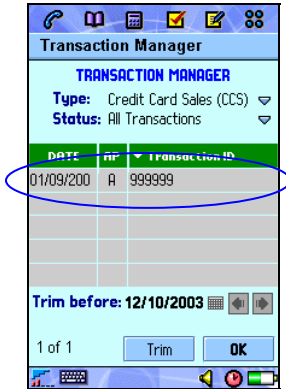 Transaction Manager
TRANSACTION MANAGER
Type: Credit Card Sales (CCS)
Status: All Transactions
DATE AP Transaction ID
01/09/200 A 999999
Trim before: 12/10/2003
1 of 1 Trim OK